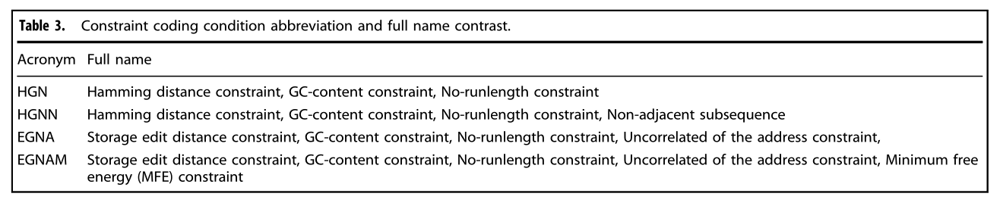 Table 3. Constraint coding condition abbreviation and full name contrast.
Acronym Full name
HGN Hamming distance constraint, GC-content constraint, No-runlength constraint
HGNN Hamming distance constraint, GC-content constraint, No-runlength constraint, Non-adjacent subsequence
EGNA Storage edit distance constraint, GC-content constraint, No-runlength constraint, Uncorrelated of the address constraint,
EGNAM Storage edit distance constraint, GC-content constraint, No-runlength constraint, Uncorrelated of the address constraint, Minimum free
energy (MFE) constraint